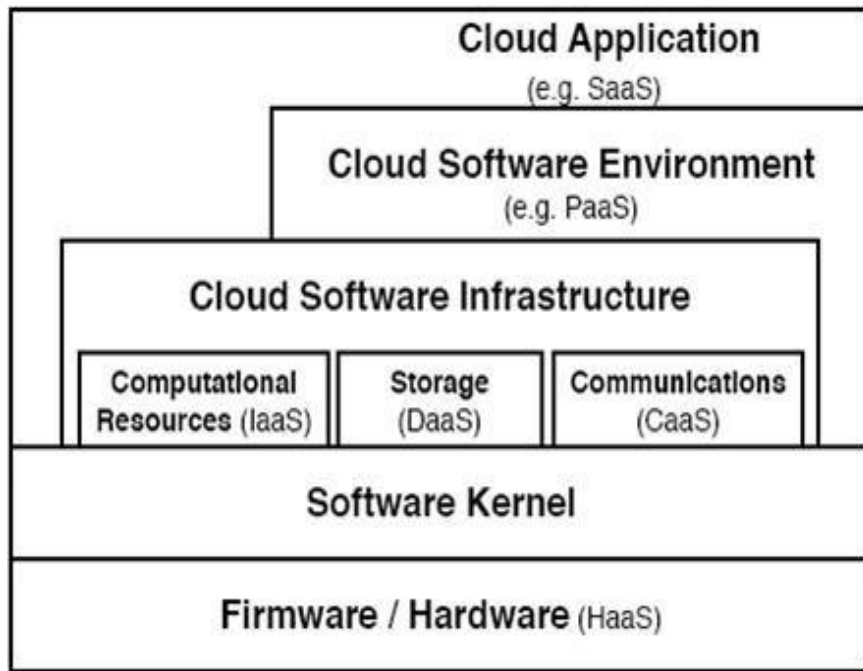 Cloud Application
(e.g. SaaS)
Cloud Software Environment
(e.g. PaaS)
Cloud Software Infrastructure
Computational
Resources (IaaS)
Storage
(DaaS)
Communications
(CaaS)
Software Kernel
Firmware / Hardware (HaaS)